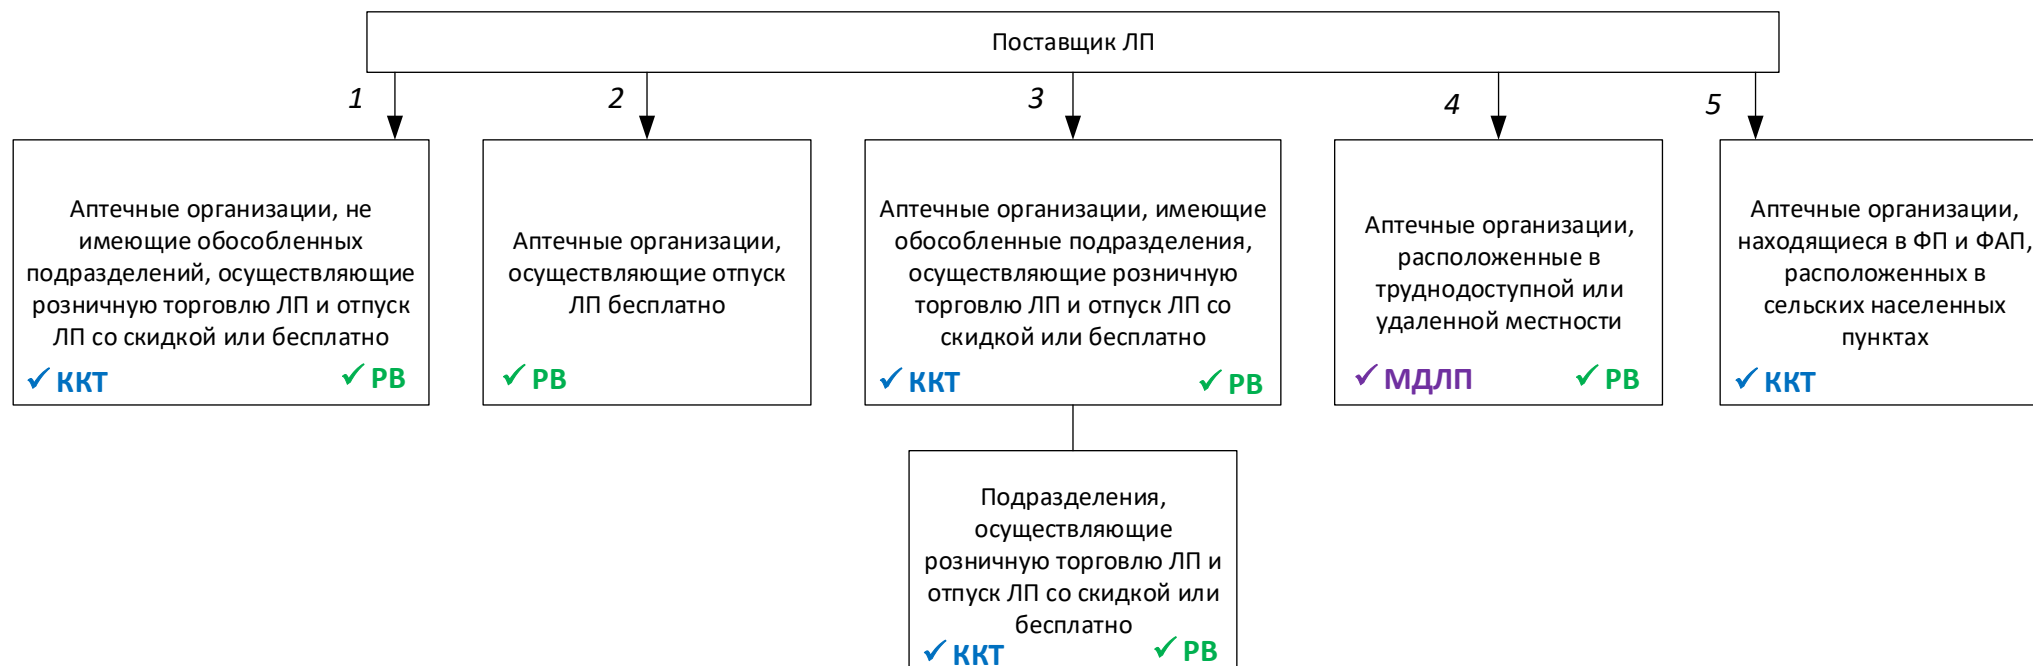 Поставщик ЛП
1
2
3
4
5
Аптечные организации, не
имеющие обособленных
подразделений, осуществляющие
розничную торговлю ЛП и отпуск
ЛП со скидкой или бесплатно
✓ ККТ
✓ РВ
Аптечные организации,
осуществляющие отпуск
ЛП бесплатно
✓ РВ
Аптечные организации, имеющие
обособленные подразделения,
осуществляющие розничную
торговлю ЛП и отпуск ЛП со
скидкой или бесплатно
✓ ККТ
✓ РВ
Аптечные организации,
расположенные в
труднодоступной или
удаленной местности
✓ МДЛП
✓ РВ
Аптечные организации,
находящиеся в ФП и ФАП,
расположенных в
сельских населенных
пунктах
✓ ККТ
Подразделения,
осуществляющие
розничную торговлю ЛП и
отпуск ЛП со скидкой или
бесплатно
✓ ККТ
✓ РВ